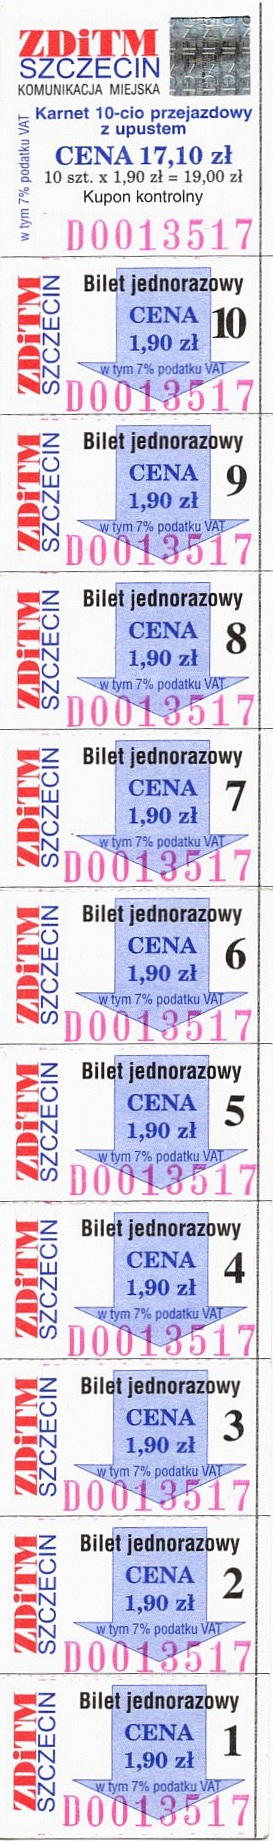 ZDiTM
SZCZECIN
KOMUNIKACJA MIEJSKA
w tym 7% podatku VAT
Karnet 10-cio przejazdowy
z upustem
CENA 17,10 zł
10 szt. x 1,90 zł = 19,00 zł
Kupon kontrolny
D0013517
ZDiTM
SZCZECIN
Bilet jednorazowy
CENA
10
1,90 zł
w tym 7% podatku VAT
D0013517
ZDiTM
SZCZECIN
Bilet jednorazowy
CENA
9
1,90 zł
w tym 7% podatku VAT
D0013517
ZDiTM
SZCZECIN
Bilet jednorazowy
CENA
8
1,90 zł
w tym 7% podatku VAT
D0013517
ZDiTM
SZCZECIN
Bilet jednorazowy
CENA
7
1,90 zł
w tym 7% podatku VAT
D0013517
ZDiTM
SZCZECIN
Bilet jednorazowy
CENA
6
1,90 zł
w tym 7% podatku VAT
D0013517
ZDiTM
SZCZECIN
Bilet jednorazowy
CENA
5
1,90 zł
w tym 7% podatku VAT
D0013517
ZDiTM
SZCZECIN
Bilet jednorazowy
CENA
4
1,90 zł
w tym 7% podatku VAT
D0013517
ZDiTM
SZCZECIN
Bilet jednorazowy
CENA
3
1,90 zł
w tym 7% podatku VAT
D0013517
ZDiTM
SZCZECIN
Bilet jednorazowy
CENA
2
1,90 zł
w tym 7% podatku VAT
D0013517
ZDiTM
SZCZECIN
Bilet jednorazowy
CENA
1
1,90 zł
w tym 7% podatku VAT
D0013517